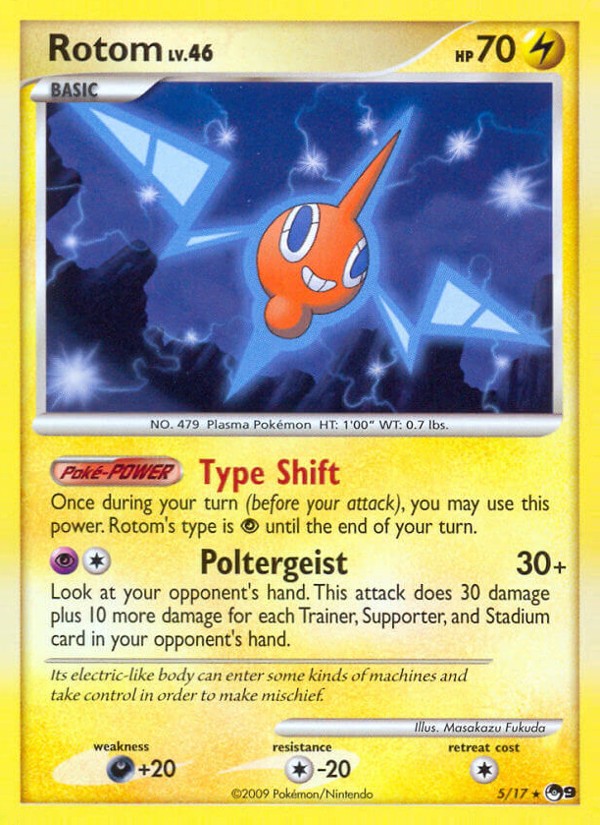 Rotom LV.46 HP 70
BASIC
NO. 479 Plasma Pokémon HT: 1'00" WT: 0.7 lbs.
Poké-POWER Type Shift
Once during your turn (before your attack), you may use this
power. Rotom's type is until the end of your turn.
Poltergeist 30+
Look at your opponent's hand. This attack does 30 damage
plus 10 more damage for each Trainer, Supporter, and Stadium
card in your opponent's hand.
Its electric-like body can enter some kinds of machines and
take control in order to make mischief.
Illus. Masakazu Fukuda
weakness resistance retreat cost
+20 -20
©2009 Pokémon/Nintendo 5/17 ★ 9